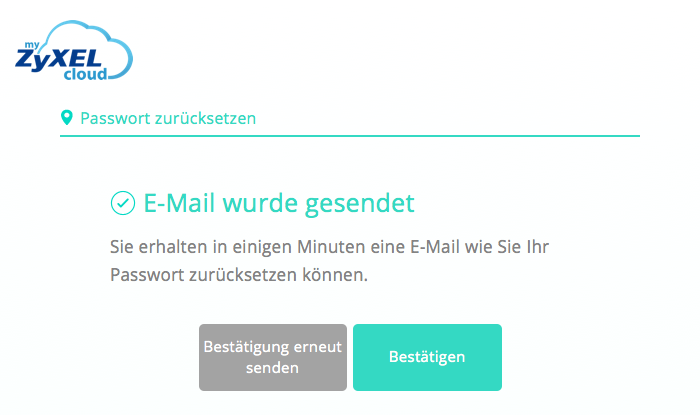 my
ZyXEL
cloud
Passwort zurücksetzen
E-Mail wurde gesendet
Sie erhalten in einigen Minuten eine E-Mail wie Sie Ihr
Passwort zurücksetzen können.
Bestätigung erneut
senden
Bestätigen